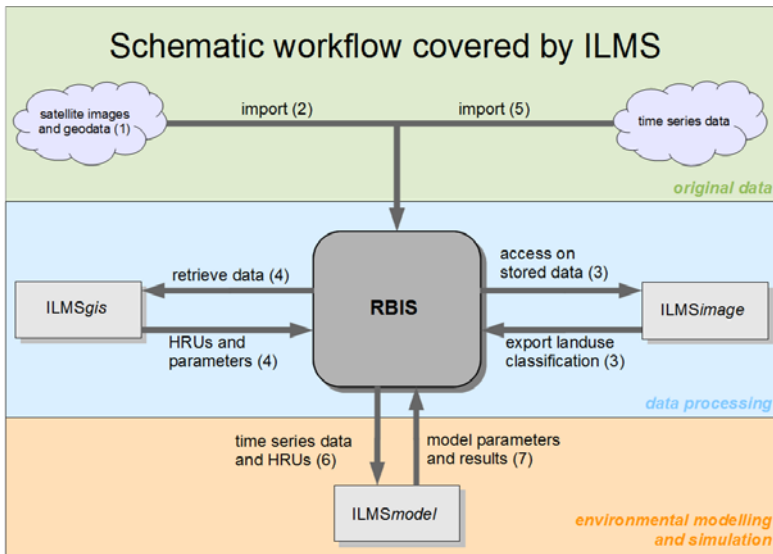 Schematic workflow covered by ILMS
satellite images
and geodata (1)
import (2)
import (5)
time series data
original data
retrieve data (4)
access on
stored data (3)
ILMSgis
RBIS
ILMSimage
HRUs and
parameters (4)
export landuse
classification (3)
data processing
time series data
and HRUs (6)
model parameters
and results (7)
ILMSmodel
environmental modelling
and simulation